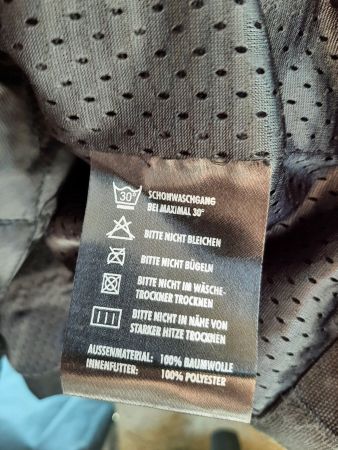 30°
SCHONWASCHGANG
BEI MAXIMAL 30°
BITTE NICHT BLEICHEN
BITTE NICHT BÜGELN
BITTE NICHT IM WÄSCHE-
TROCKNER TROCKNEN
BITTE NICHT IN NÄHE VON
STARKER HITZE TROCKNEN
AUSSENMATERIAL: 100% BAUMWOLLE
INNENFUTTER: 100% POLYESTER